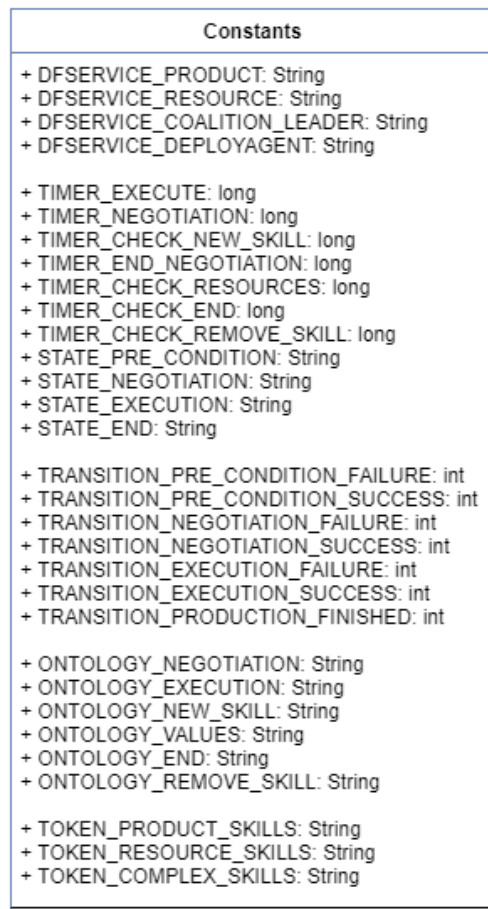 Constants
+ DFSERVICE_PRODUCT: String
+ DFSERVICE_RESOURCE: String
+ DFSERVICE_COALITION_LEADER: String
+ DFSERVICE_DEPLOYAGENT: String
+ TIMER_EXECUTE: long
+ TIMER_NEGOTIATION: long
+ TIMER_CHECK_NEW_SKILL: long
+ TIMER_END_NEGOTIATION: long
+ TIMER_CHECK_RESOURCES: long
+ TIMER_CHECK_END: long
+ TIMER_CHECK_REMOVE_SKILL: long
+ STATE_PRE_CONDITION: String
+ STATE_NEGOTIATION: String
+ STATE_EXECUTION: String
+ STATE_END: String
+ TRANSITION_PRE_CONDITION_FAILURE: int
+ TRANSITION_PRE_CONDITION_SUCCESS: int
+ TRANSITION_NEGOTIATION_FAILURE: int
+ TRANSITION_NEGOTIATION_SUCCESS: int
+ TRANSITION_EXECUTION_FAILURE: int
+ TRANSITION_EXECUTION_SUCCESS: int
+ TRANSITION_PRODUCTION_FINISHED: int
+ ONTOLOGY_NEGOTIATION: String
+ ONTOLOGY_EXECUTION: String
+ ONTOLOGY_NEW_SKILL: String
+ ONTOLOGY_VALUES: String
+ ONTOLOGY_END: String
+ ONTOLOGY_REMOVE_SKILL: String
+ TOKEN_PRODUCT_SKILLS: String
+ TOKEN_RESOURCE_SKILLS: String
+ TOKEN_COMPLEX_SKILLS: String